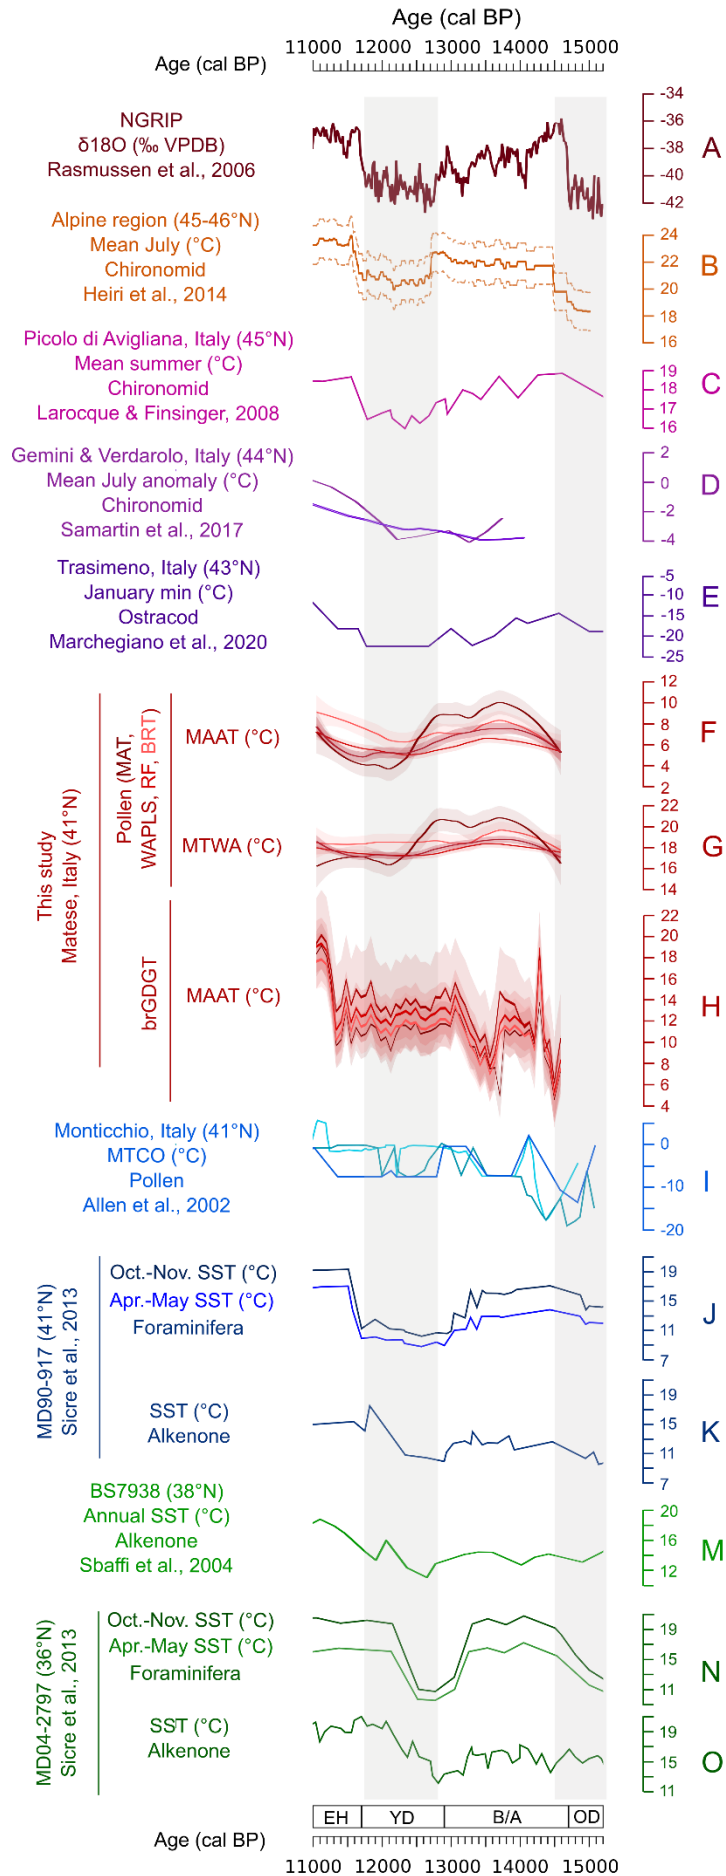 Age (cal BP)
11000 12000 13000 14000 15000
Age (cal BP)
NGRIP
δ18O (‰ VPDB)
Rasmussen et al., 2006
-34
-36
-38
-40
-42
A
Alpine region (45-46°N)
Mean July (°C)
Chironomid
Heiri et al., 2014
24
22
20
18
16
B
Picolo di Avigliana, Italy (45°N)
Mean summer (°C)
Chironomid
Larocque & Finsinger, 2008
19
18
17
16
C
Gemini & Verdarolo, Italy (44°N)
Mean July anomaly (°C)
Chironomid
Samartin et al., 2017
2
0
-2
-4
D
Trasimeno, Italy (43°N)
January min (°C)
Ostracod
Marchegiano et al., 2020
-5
-10
-15
-20
-25
E
This study
Matese, Italy (41°N)
Pollen (MAT,
WAPLS, RF, BRT)
MAAT (°C)
12
10
8
6
4
2
F
MTWA (°C)
22
20
18
16
14
G
brGDGT
MAAT (°C)
22
20
18
16
14
12
10
8
6
4
H
Monticchio, Italy (41°N)
MTCO (°C)
Pollen
Allen et al., 2002
0
-10
-20
I
MD90-917 (41°N)
Sicre et al., 2013
Oct.-Nov. SST (°C)
Apr.-May SST (°C)
Foraminifera
19
15
11
7
J
SST (°C)
Alkenone
19
15
11
7
K
BS7938 (38°N)
Annual SST (°C)
Alkenone
Sbaffi et al., 2004
20
16
12
M
MD04-2797 (36°N)
Sicre et al., 2013
Oct.-Nov. SST (°C)
Apr.-May SST (°C)
Foraminifera
19
15
11
N
SST (°C)
Alkenone
19
15
11
O
EH YD B/A OD
Age (cal BP)
11000 12000 13000 14000 15000